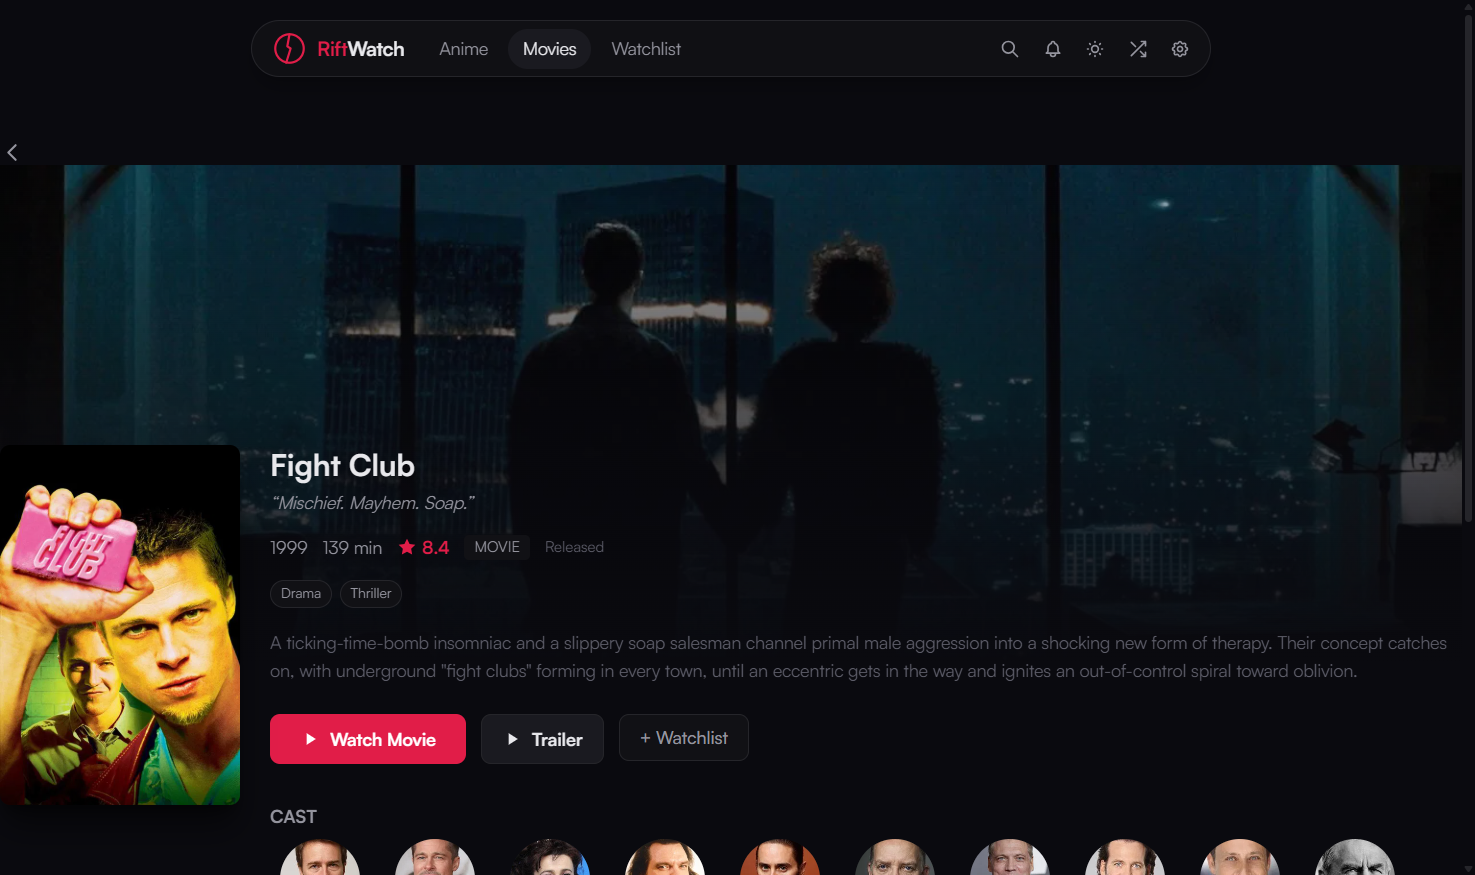 RiftWatch Anime Movies Watchlist
FIGHT
CLUB
Fight Club
“Mischief. Mayhem. Soap.”
1999 139 min 8.4 MOVIE Released
Drama Thriller
A ticking-time-bomb insomniac and a slippery soap salesman channel primal male aggression into a shocking new form of therapy. Their concept catches
on, with underground "fight clubs" forming in every town, until an eccentric gets in the way and ignites an out-of-control spiral toward oblivion.
Watch Movie Trailer + Watchlist
CAST